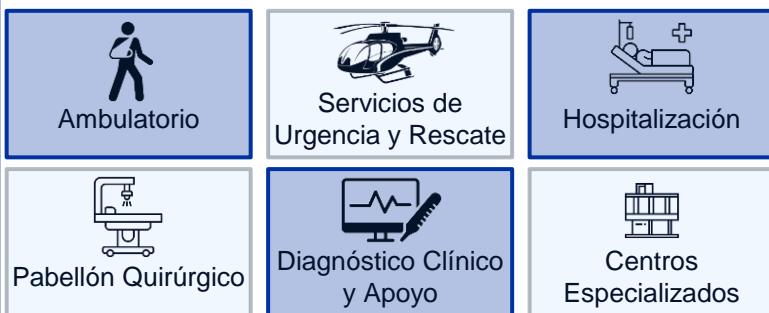 Ambulatorio
Servicios de
Urgencia y Rescate
Hospitalización
Pabellón Quirúrgico
Diagnóstico Clínico
y Apoyo
Centros
Especializados